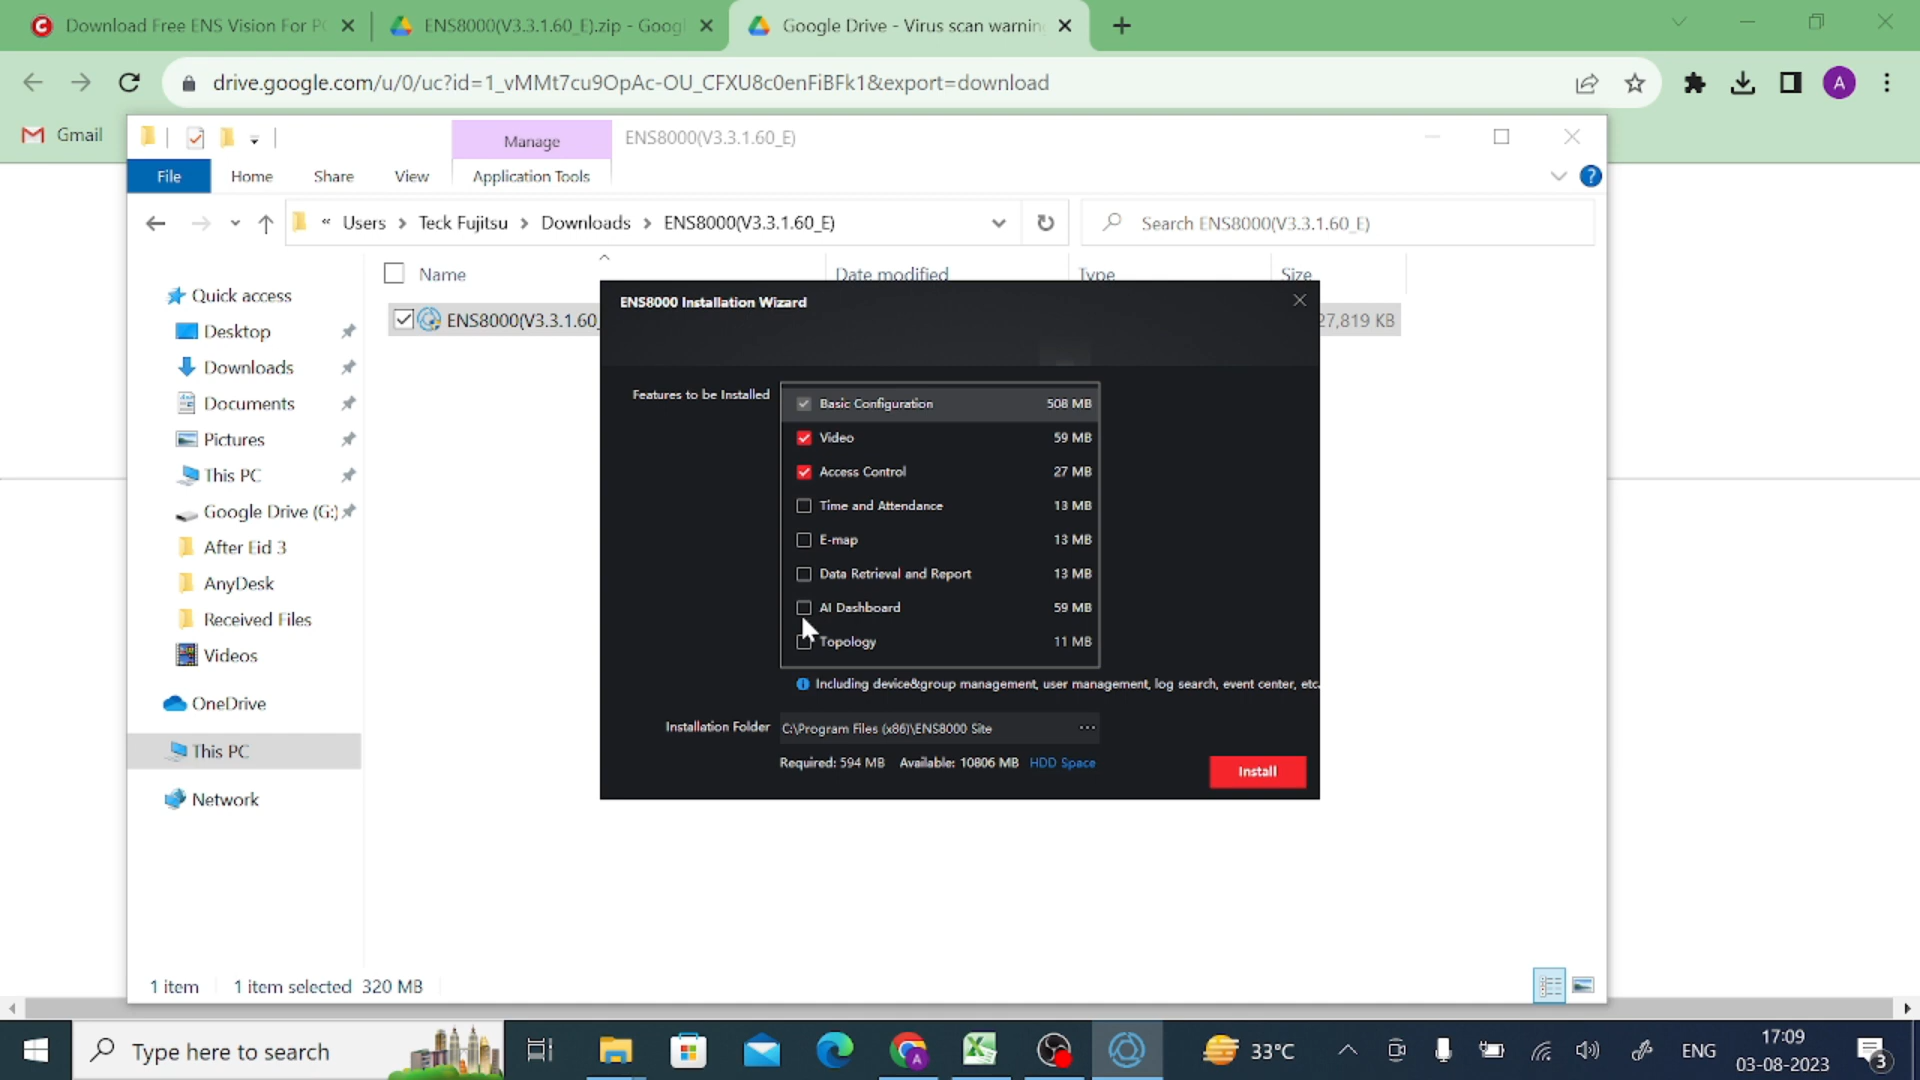 Download Free ENS Vision For PC
ENS8000(V3.3.1.60_E).zip - Googl
Google Drive - Virus scan warning
drive.google.com/u/0/uc?id=1_vMMt7cu9OpAc-OU_CFXU8c0enFiBFk1&export=download
A
Gmail
Manage
ENS8000(V3.3.1.60_E)
File
Home
Share
View
Application Tools
?
« Users > Teck Fujitsu > Downloads > ENS8000(V3.3.1.60_E)
Search ENS8000(V3.3.1.60_E)
Name
Date modified
Type
Size
ENS8000(V3.3.1.60_
27,819 KB
Quick access
Desktop
Downloads
Documents
Pictures
This PC
Google Drive (G:)
After Eid 3
AnyDesk
Received Files
Videos
OneDrive
This PC
Network
ENS8000 Installation Wizard
Features to be Installed
Basic Configuration 508 MB
Video 59 MB
Access Control 27 MB
Time and Attendance 13 MB
E-map 13 MB
Data Retrieval and Report 13 MB
AI Dashboard 59 MB
Topology 11 MB
Including device&group management, user management, log search, event center, etc.
Installation Folder
C:\Program Files (x86)\ENS8000 Site
...
Required: 594 MB Available: 10806 MB HDD Space
Install
1 item
1 item selected 320 MB
Type here to search
A
33°C
ENG
17:09
03-08-2023
3